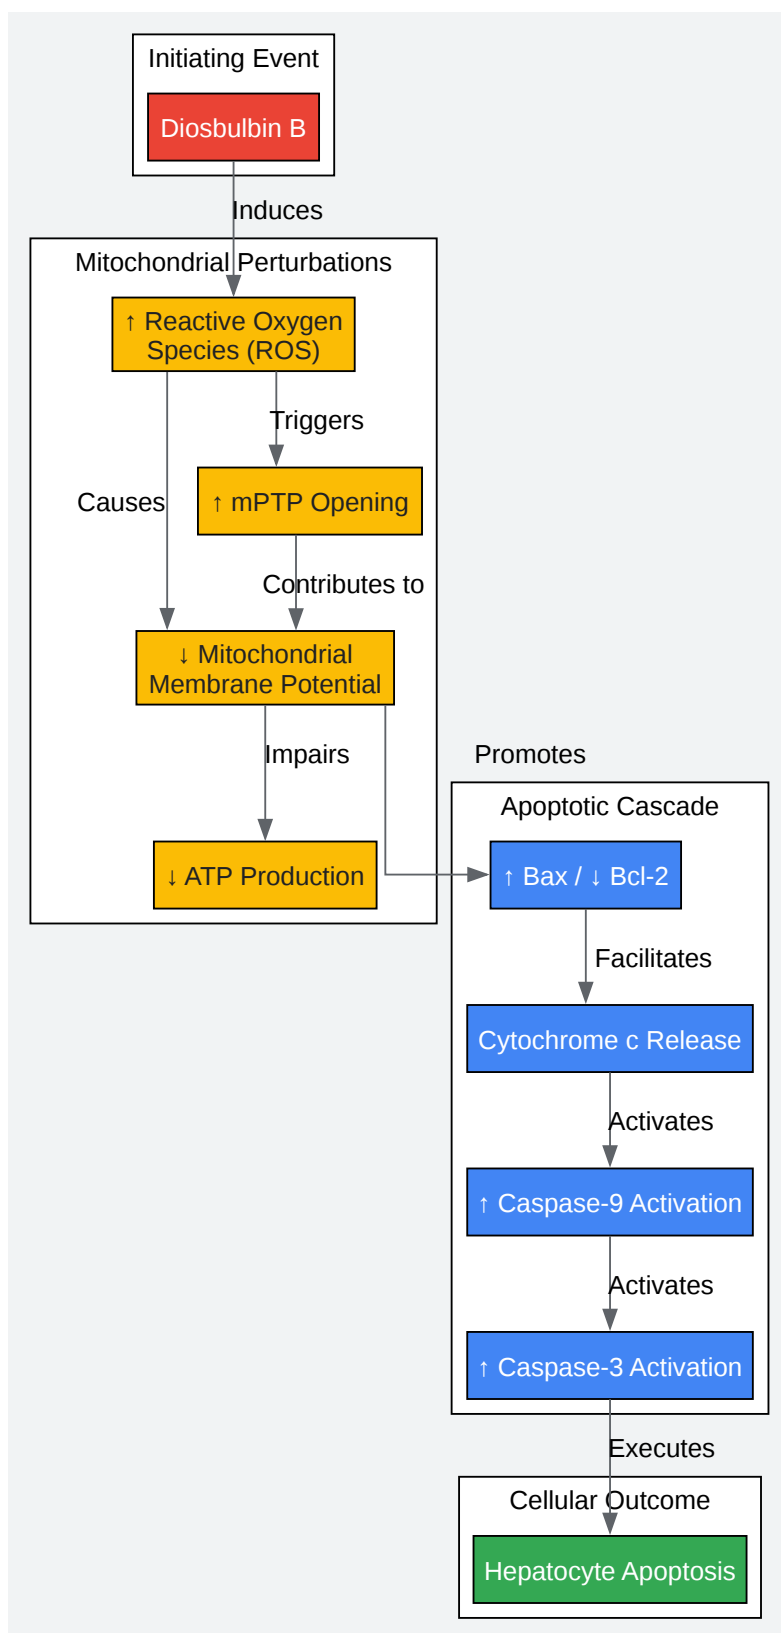 Initiating Event
Diosbulbin B
Induces
Mitochondrial Perturbations
↑ Reactive Oxygen
Species (ROS)
Triggers
Causes
↑ mPTP Opening
Contributes to
↓ Mitochondrial
Membrane Potential
Impairs
Promotes
↓ ATP Production
Apoptotic Cascade
↑ Bax / ↓ Bcl-2
Facilitates
Cytochrome c Release
Activates
↑ Caspase-9 Activation
Activates
↑ Caspase-3 Activation
Executes
Cellular Outcome
Hepatocyte Apoptosis